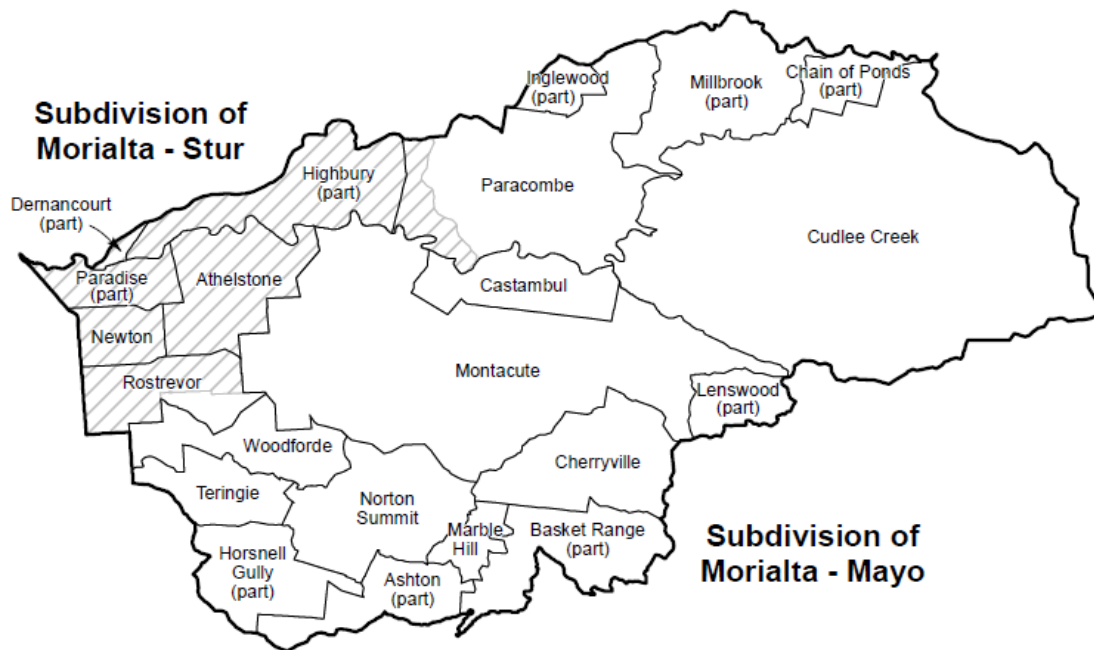 Subdivision of
Morialta - Stur
Inglewood
(part)
Millbrook
(part)
Chain of Ponds
(part)
Highbury
(part)
Paracombe
Dernancourt
(part)
Cudlee Creek
Paradise
(part)
Athelstone
Castambul
Newton
Montacute
Rostrevor
Lenswood
(part)
Woodforde
Cherryville
Teringie
Norton
Summit
Marble
Hill
Basket Range
(part)
Horsnell
Gully
(part)
Ashton
(part)
Subdivision of
Morialta - Mayo